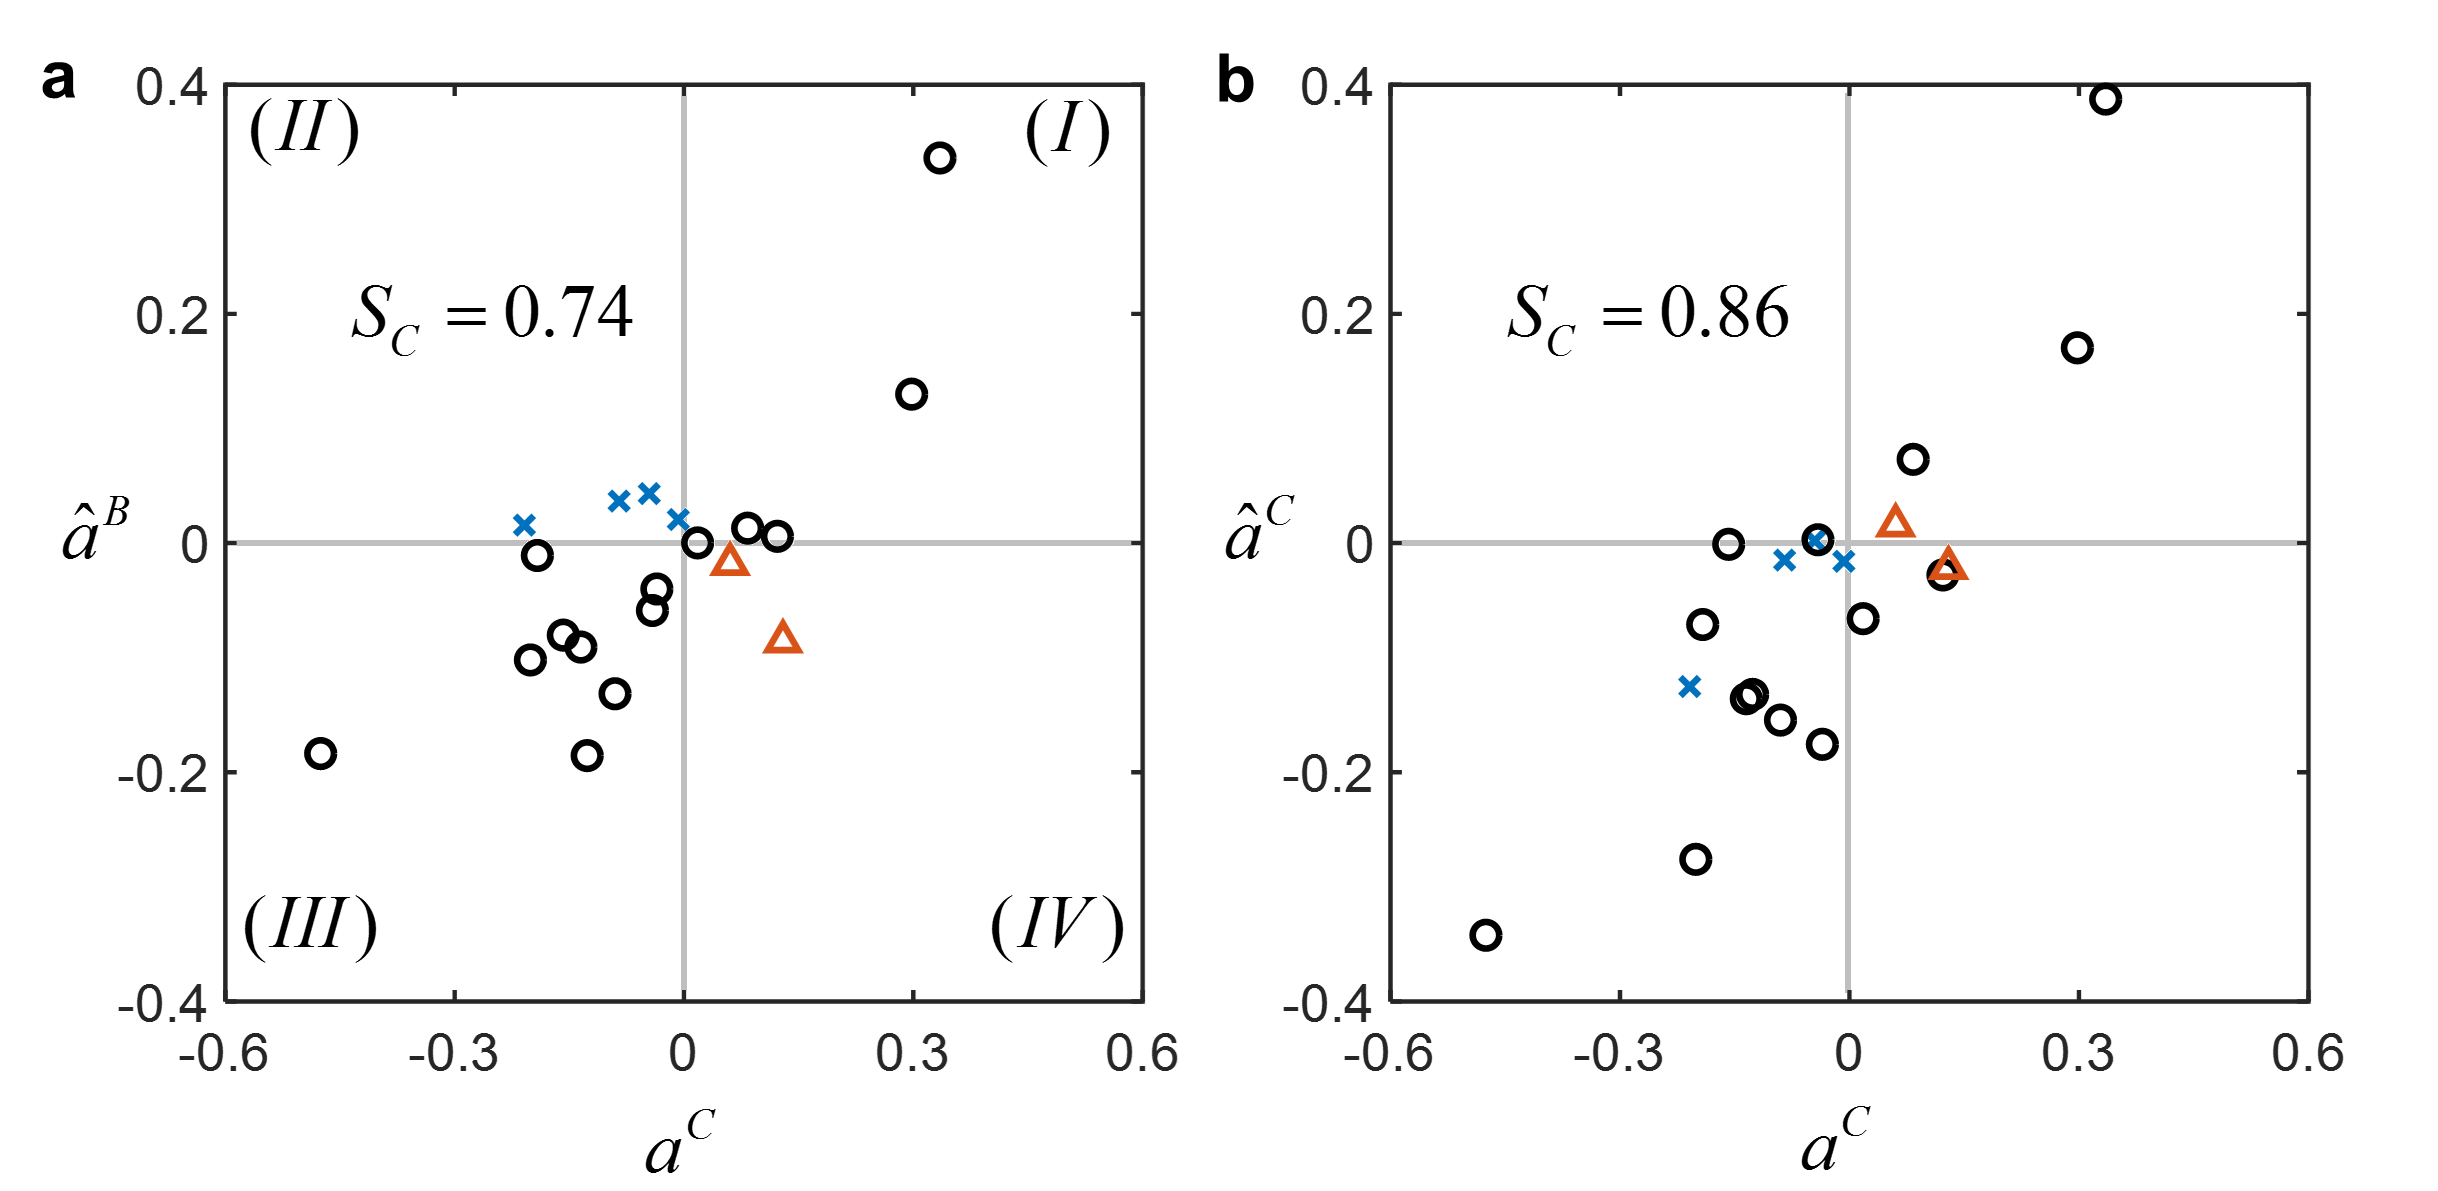 a
0.4
0.2
0
-0.2
-0.4
(II)
(I)
S_C = 0.74
(III)
(IV)
â^B
-0.6 -0.3 0 0.3 0.6
a^C
b
0.4
0.2
0
-0.2
-0.4
S_C = 0.86
â^C
-0.6 -0.3 0 0.3 0.6
a^C